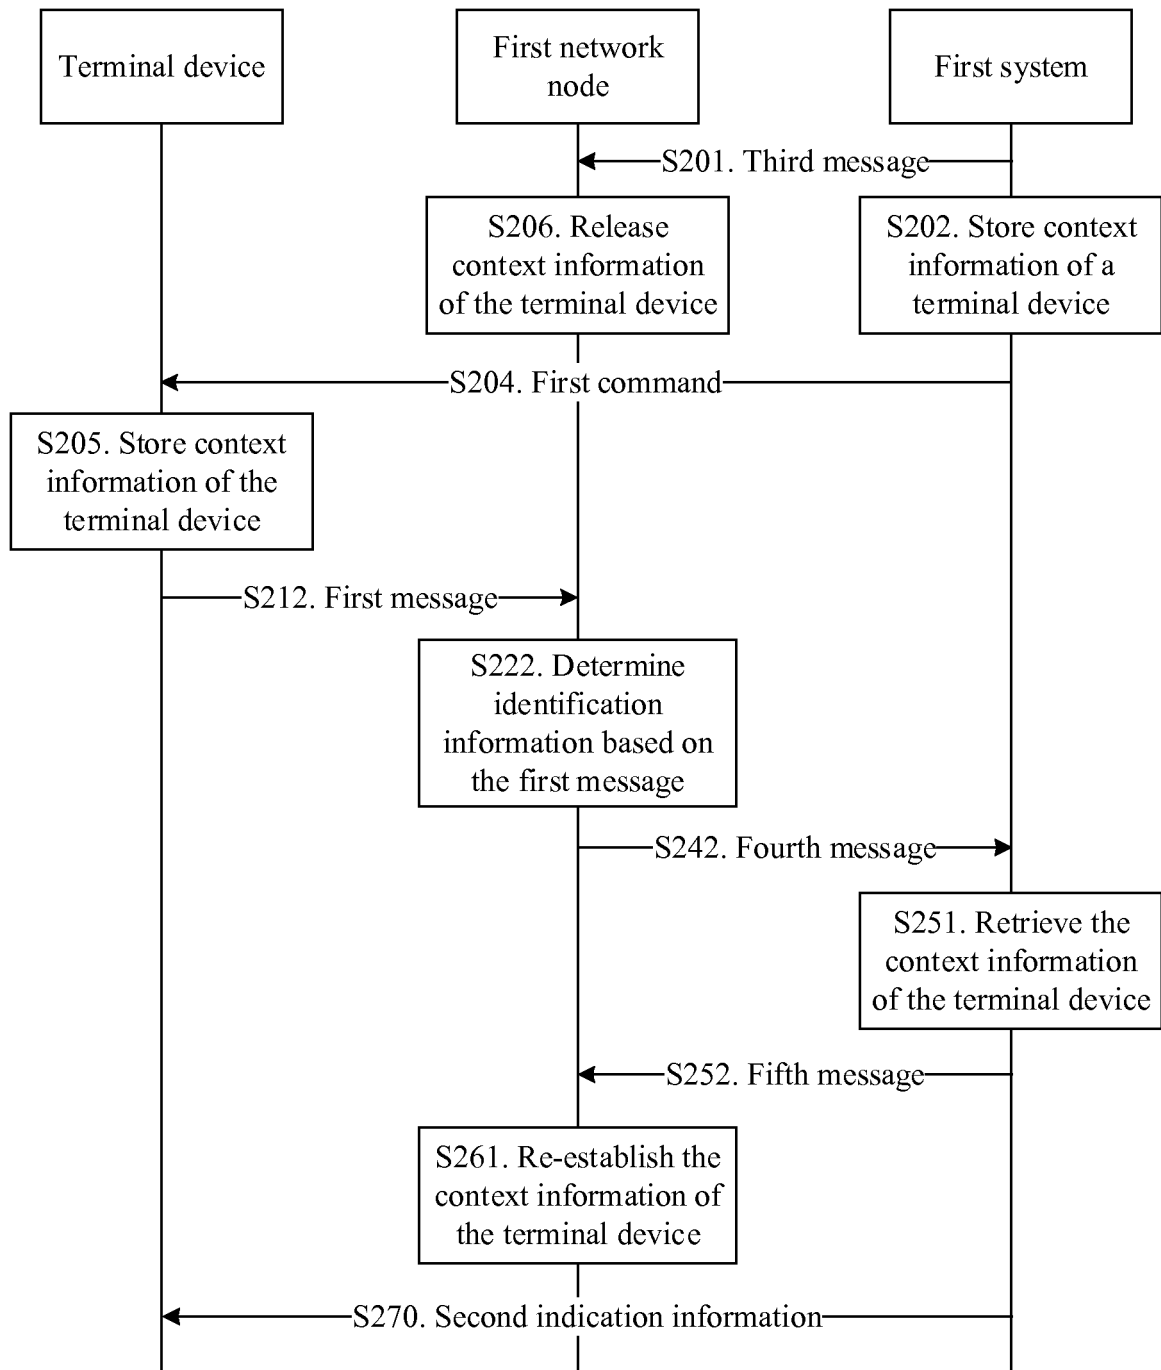 Terminal device
First network
node
First system
S201. Third message
S206. Release
context information
of the terminal device
S202. Store context
information of a
terminal device
S204. First command
S205. Store context
information of the
terminal device
S212. First message
S222. Determine
identification
information based on
the first message
S242. Fourth message
S251. Retrieve the
context information
of the terminal device
S252. Fifth message
S261. Re-establish the
context information of
the terminal device
S270. Second indication information